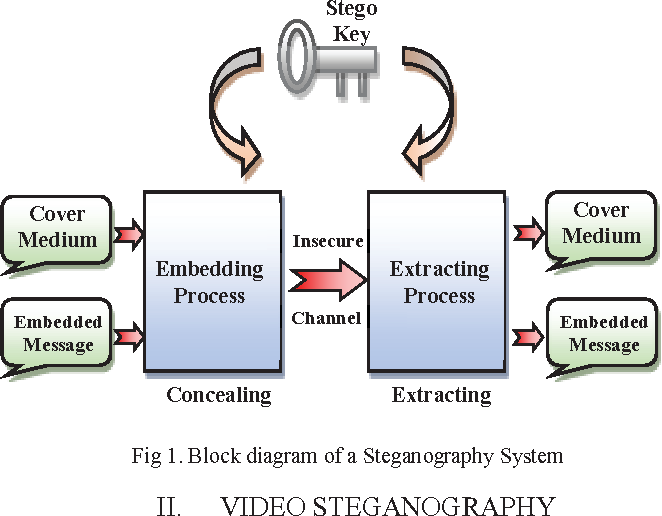 Stego
Key
Cover
Medium
Embedded
Message
Embedding
Process
Concealing
Insecure
Channel
Extracting
Process
Extracting
Cover
Medium
Embedded
Message
Fig 1. Block diagram of a Steganography System
II. VIDEO STEGANOGRAPHY